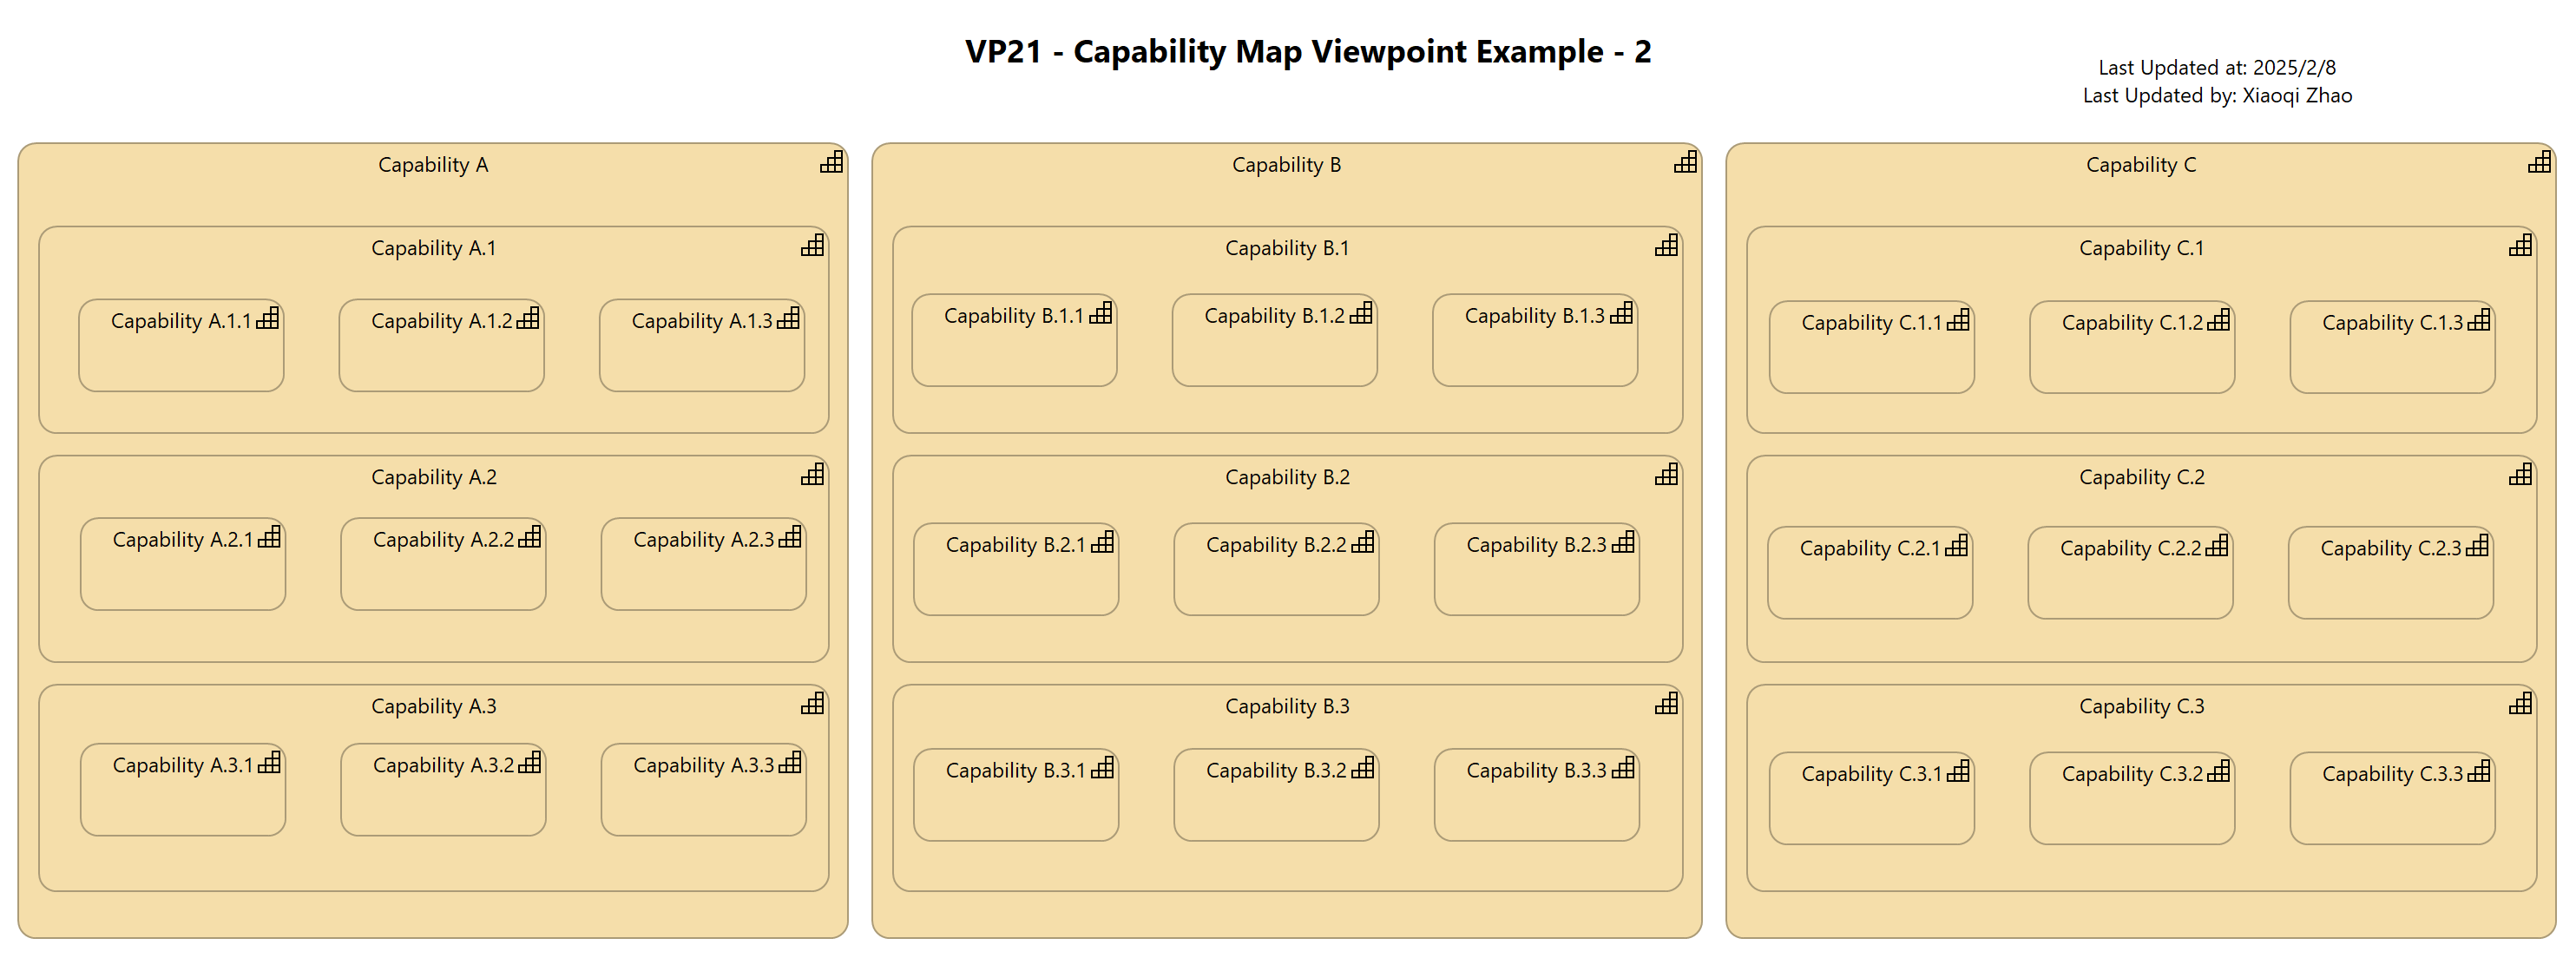 VP21 - Capability Map Viewpoint Example - 2
Last Updated at: 2025/2/8
Last Updated by: Xiaoqi Zhao
Capability A
Capability A.1
Capability A.1.1
Capability A.1.2
Capability A.1.3
Capability A.2
Capability A.2.1
Capability A.2.2
Capability A.2.3
Capability A.3
Capability A.3.1
Capability A.3.2
Capability A.3.3
Capability B
Capability B.1
Capability B.1.1
Capability B.1.2
Capability B.1.3
Capability B.2
Capability B.2.1
Capability B.2.2
Capability B.2.3
Capability B.3
Capability B.3.1
Capability B.3.2
Capability B.3.3
Capability C
Capability C.1
Capability C.1.1
Capability C.1.2
Capability C.1.3
Capability C.2
Capability C.2.1
Capability C.2.2
Capability C.2.3
Capability C.3
Capability C.3.1
Capability C.3.2
Capability C.3.3